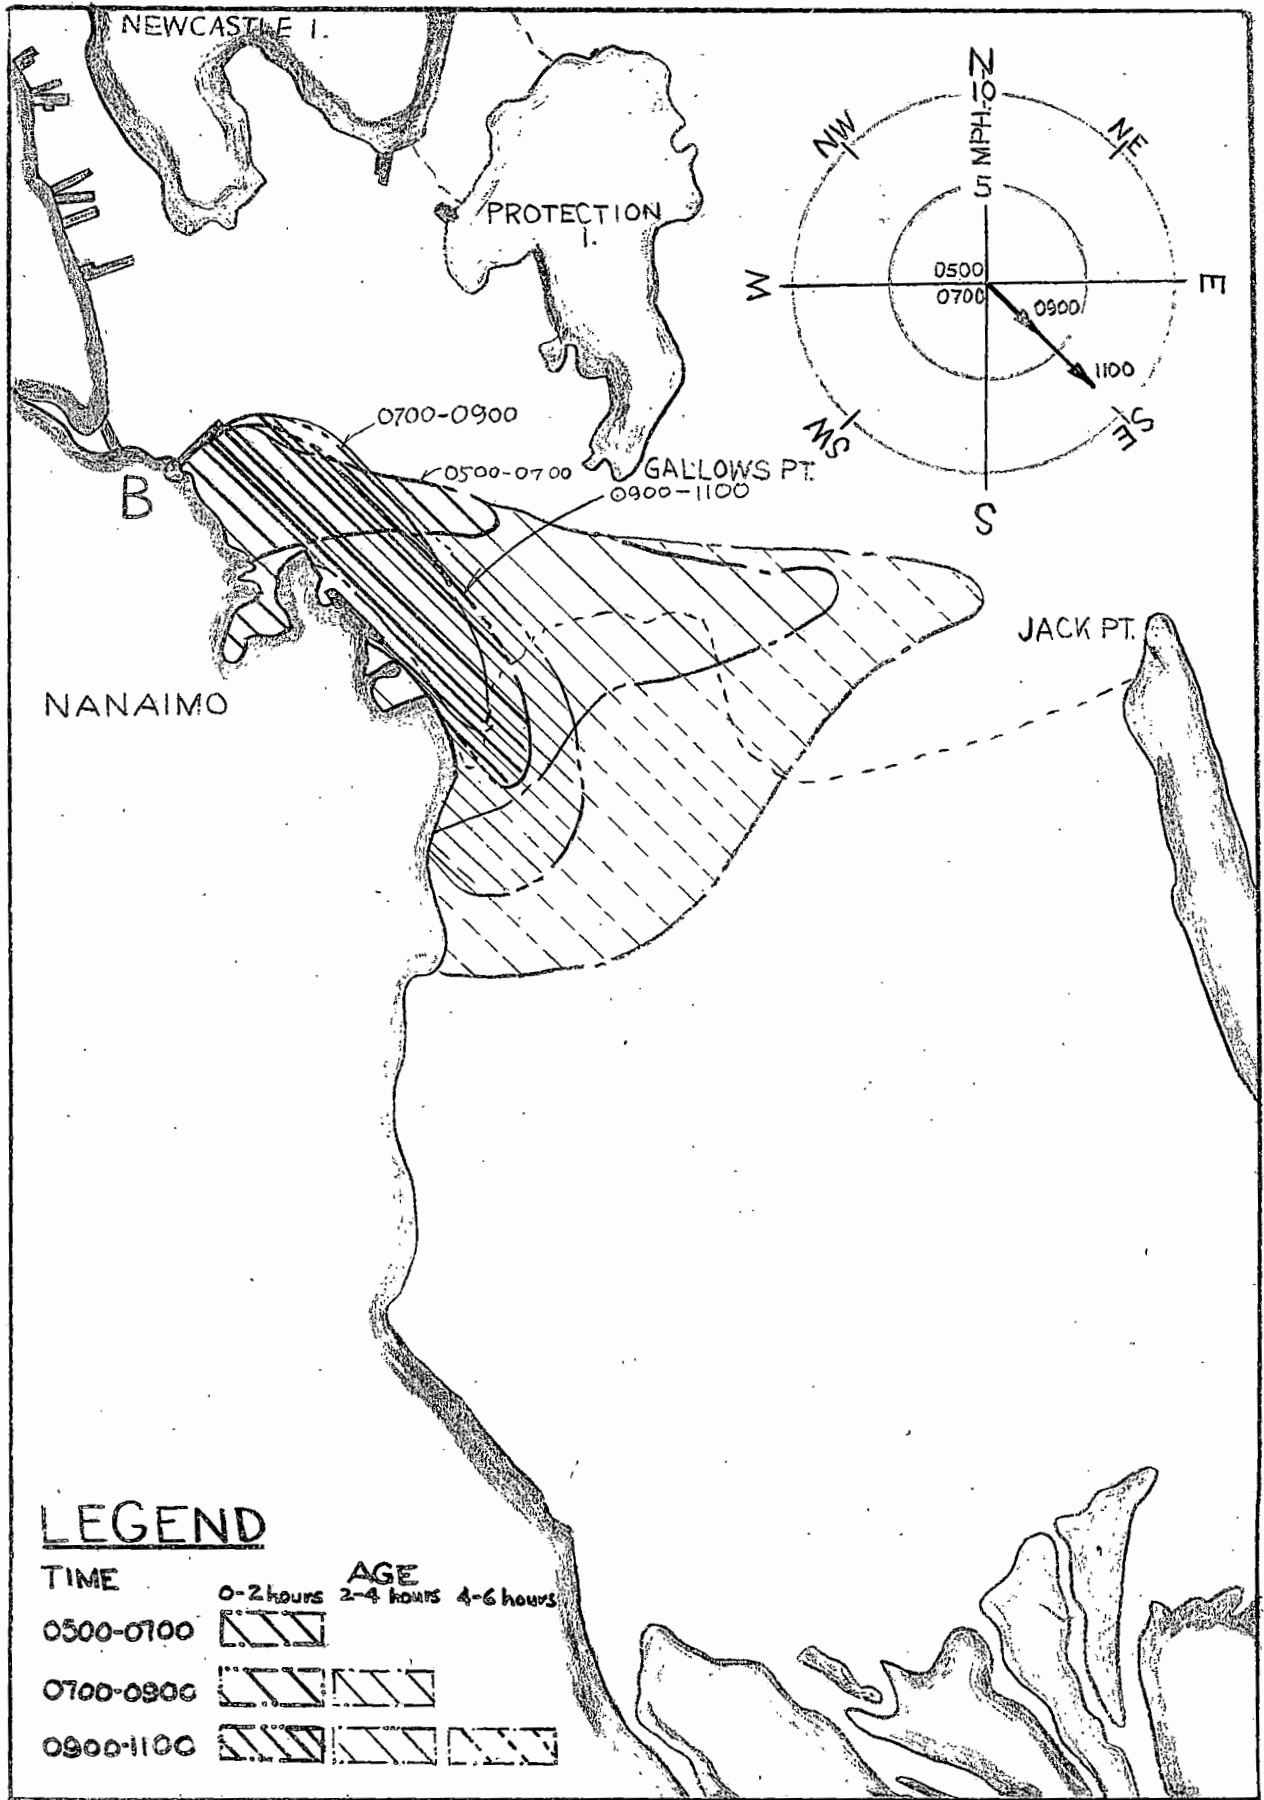 NEWCASTLE I.
PROTECTION
I.
N
10
MPH.
5
NW
NE
W
E
0500
0700
0900
1100
SW
SE
S
0700-0900
0500-0700
GALLOWS PT.
0900-1100
B
JACK PT.
NANAIMO
LEGEND
TIME
AGE
0-2 hours 2-4 hours 4-6 hours
0500-0700
0700-0900
0900-1100